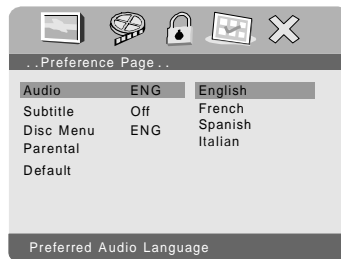 ..Preference Page..
Audio ENG English
Subtitle Off French
Disc Menu ENG Spanish
Parental Italian
Default
Preferred Audio Language